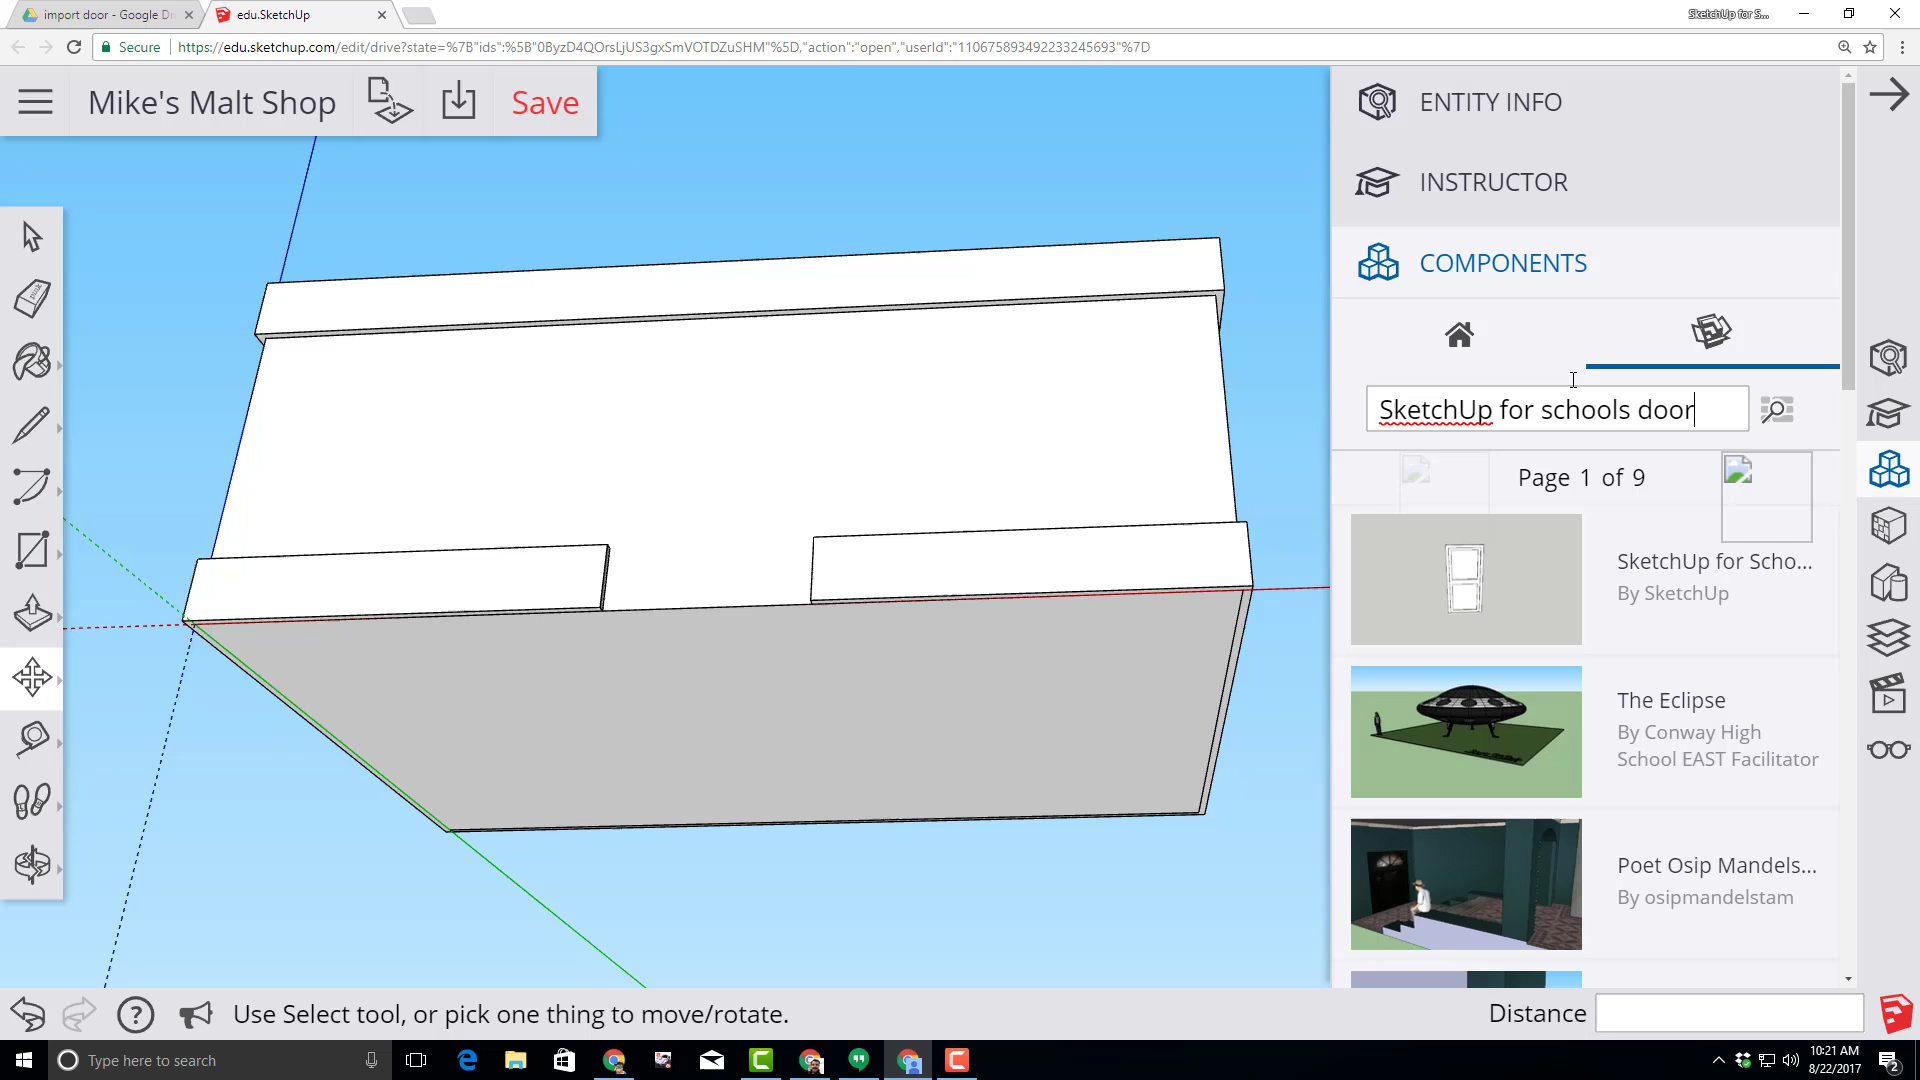 import door - Google Dr
edu.SketchUp
SketchUp for S...
Secure
https://edu.sketchup.com/edit/drive?state=%7B"ids":%5B"0ByzD4QOrsLjUS3gxSmVOTDZuSHM"%5D,"action":"open","userId":"110675893492233245693"%7D
Mike's Malt Shop
Save
ENTITY INFO
INSTRUCTOR
COMPONENTS
SketchUp for schools door
Page 1 of 9
SketchUp for Scho...
By SketchUp
The Eclipse
By Conway High
School EAST Facilitator
Poet Osip Mandels...
By osipmandelstam
Use Select tool, or pick one thing to move/rotate.
Distance
Type here to search
10:21 AM
8/22/2017
2